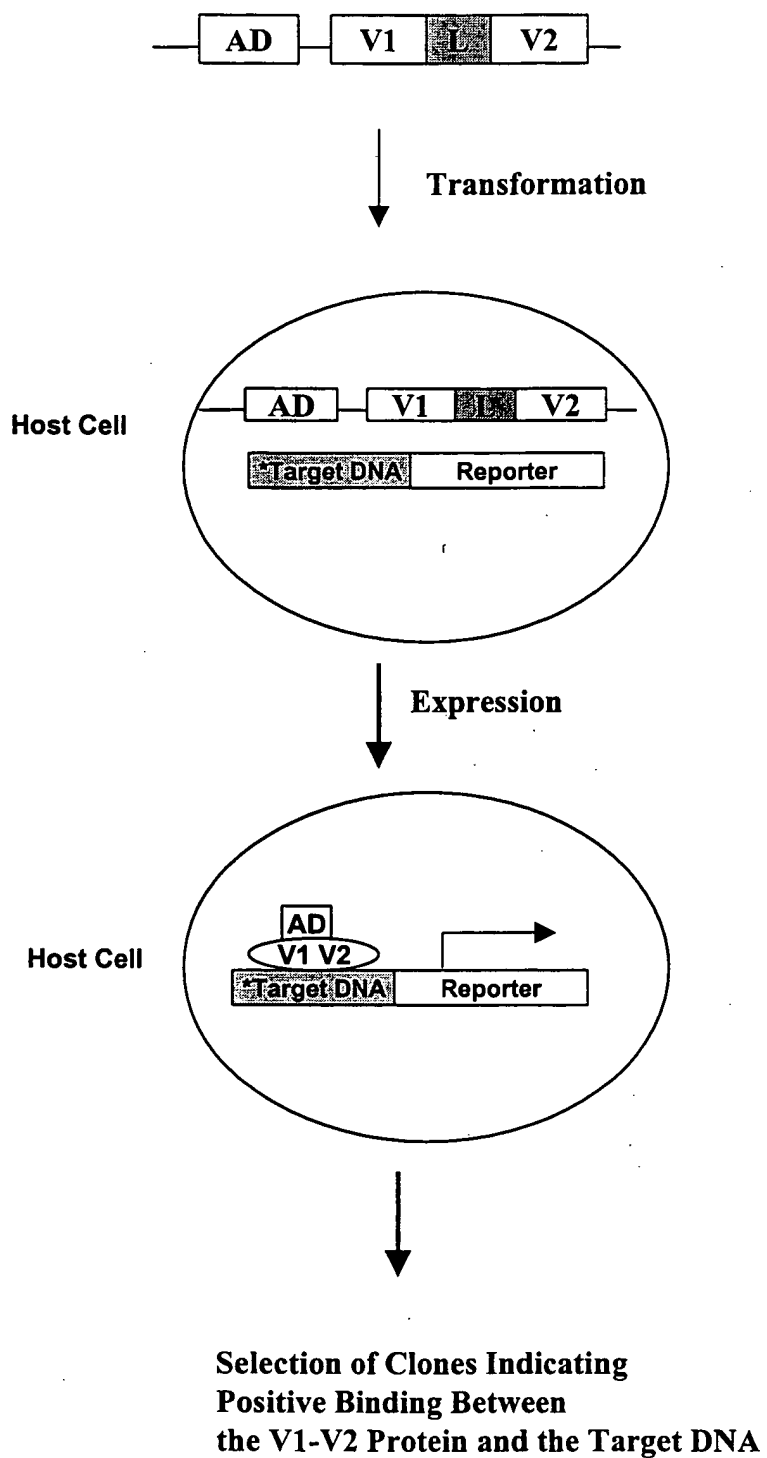 AD V1 L V2
Transformation
Host Cell
AD V1 L V2
*Target DNA Reporter
Expression
Host Cell
AD
V1 V2
*Target DNA Reporter
Selection of Clones Indicating
Positive Binding Between
the V1-V2 Protein and the Target DNA